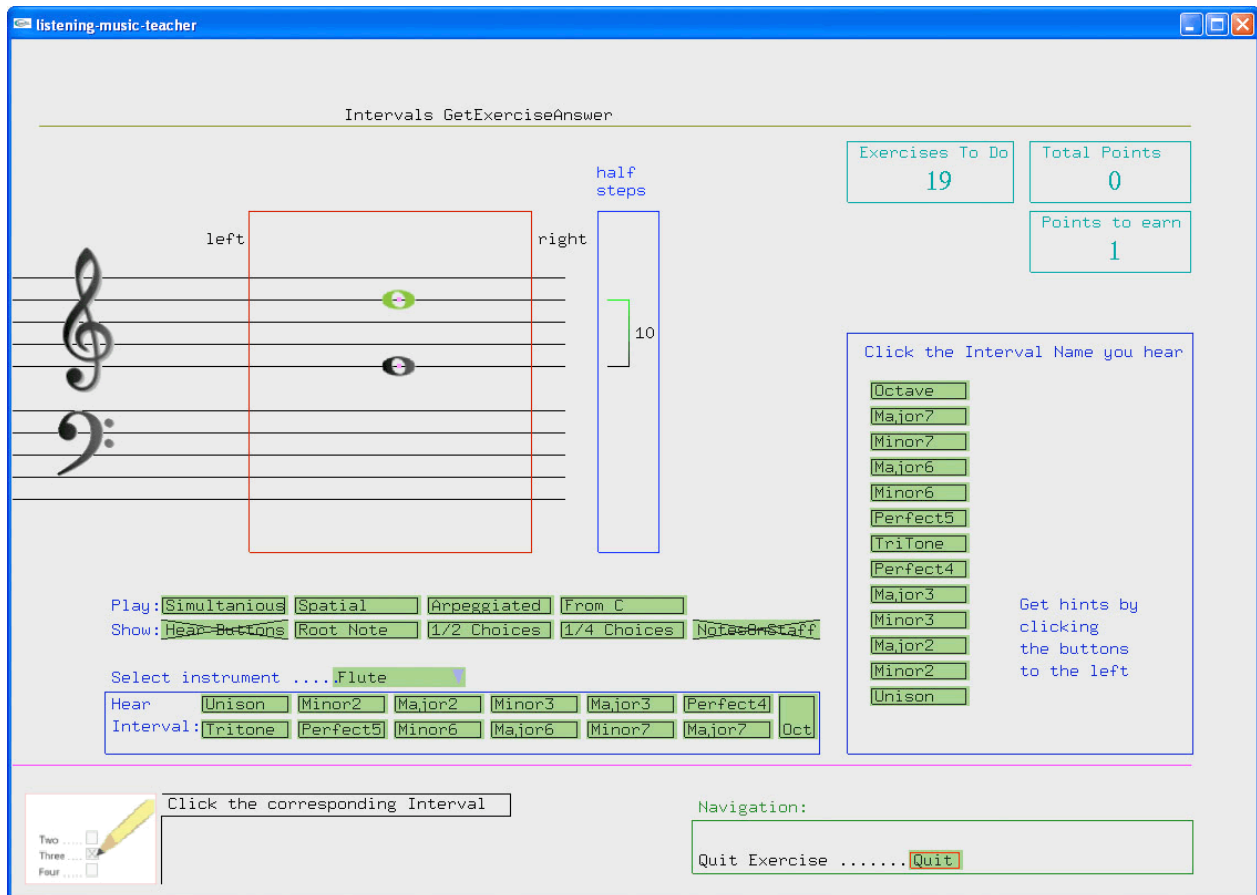 listening-music-teacher
Intervals GetExerciseAnswer
Exercises To Do
19
Total Points
0
Points to earn
1
half
steps
left
right
10
Click the Interval Name you hear
Octave
Major7
Minor7
Major6
Minor6
Perfect5
TriTone
Perfect4
Major3
Minor3
Major2
Minor2
Unison
Get hints by
clicking
the buttons
to the left
Play: Simultanious Spatial Arpeggiated From C
Show: Hear Buttons Root Note 1/2 Choices 1/4 Choices NotesOnStaff
Select instrument .....Flute
Hear Unison Minor2 Major2 Minor3 Major3 Perfect4
Interval: Tritone Perfect5 Minor6 Major6 Minor7 Major7 Oct
Click the corresponding Interval
Two .....
Three ....
Four .....
Navigation:
Quit Exercise .......Quit